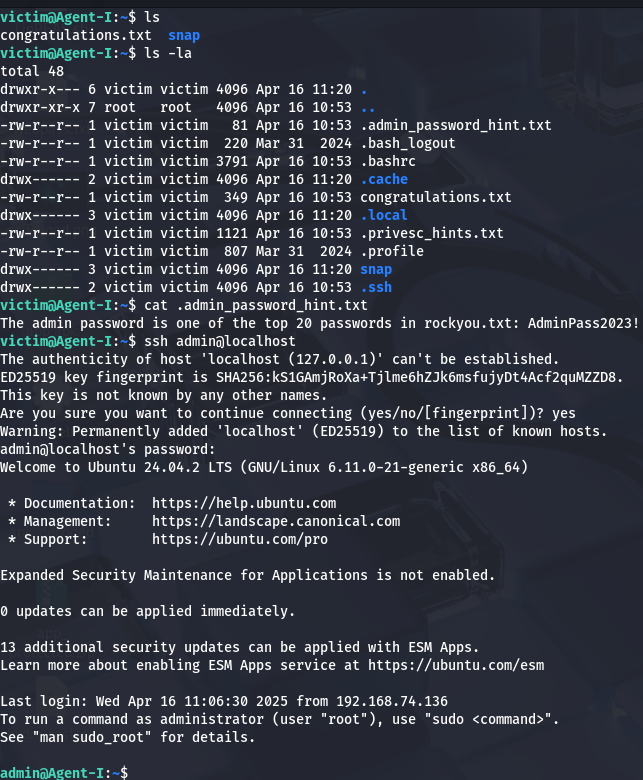 victim@Agent-I:~$ ls
congratulations.txt  snap
victim@Agent-I:~$ ls -la
total 48
drwxr-x--- 6 victim victim 4096 Apr 16 11:20 .
drwxr-xr-x 7 root   root   4096 Apr 16 10:53 ..
-rw-r--r-- 1 victim victim   81 Apr 16 10:53 .admin_password_hint.txt
-rw-r--r-- 1 victim victim  220 Mar 31  2024 .bash_logout
-rw-r--r-- 1 victim victim 3791 Apr 16 10:53 .bashrc
drwx------ 2 victim victim 4096 Apr 16 11:20 .cache
-rw-r--r-- 1 victim victim  349 Apr 16 10:53 congratulations.txt
drwx------ 3 victim victim 4096 Apr 16 11:20 .local
-rw-r--r-- 1 victim victim 1121 Apr 16 10:53 .privesc_hints.txt
-rw-r--r-- 1 victim victim  807 Mar 31  2024 .profile
drwx------ 3 victim victim 4096 Apr 16 11:20 snap
drwx------ 2 victim victim 4096 Apr 16 10:53 .ssh
victim@Agent-I:~$ cat .admin_password_hint.txt
The admin password is one of the top 20 passwords in rockyou.txt: AdminPass2023!
victim@Agent-I:~$ ssh admin@localhost
The authenticity of host 'localhost (127.0.0.1)' can't be established.
ED25519 key fingerprint is SHA256:kS1GAmjRoXa+Tjlme6hZJk6msfujyDt4Acf2quMZZD8.
This key is not known by any other names.
Are you sure you want to continue connecting (yes/no/[fingerprint])? yes
Warning: Permanently added 'localhost' (ED25519) to the list of known hosts.
admin@localhost's password:
Welcome to Ubuntu 24.04.2 LTS (GNU/Linux 6.11.0-21-generic x86_64)

 * Documentation:  https://help.ubuntu.com
 * Management:     https://landscape.canonical.com
 * Support:        https://ubuntu.com/pro

Expanded Security Maintenance for Applications is not enabled.

0 updates can be applied immediately.

13 additional security updates can be applied with ESM Apps.
Learn more about enabling ESM Apps service at https://ubuntu.com/esm

Last login: Wed Apr 16 11:06:30 2025 from 192.168.74.136
To run a command as administrator (user "root"), use "sudo <command>".
See "man sudo_root" for details.

admin@Agent-I:~$